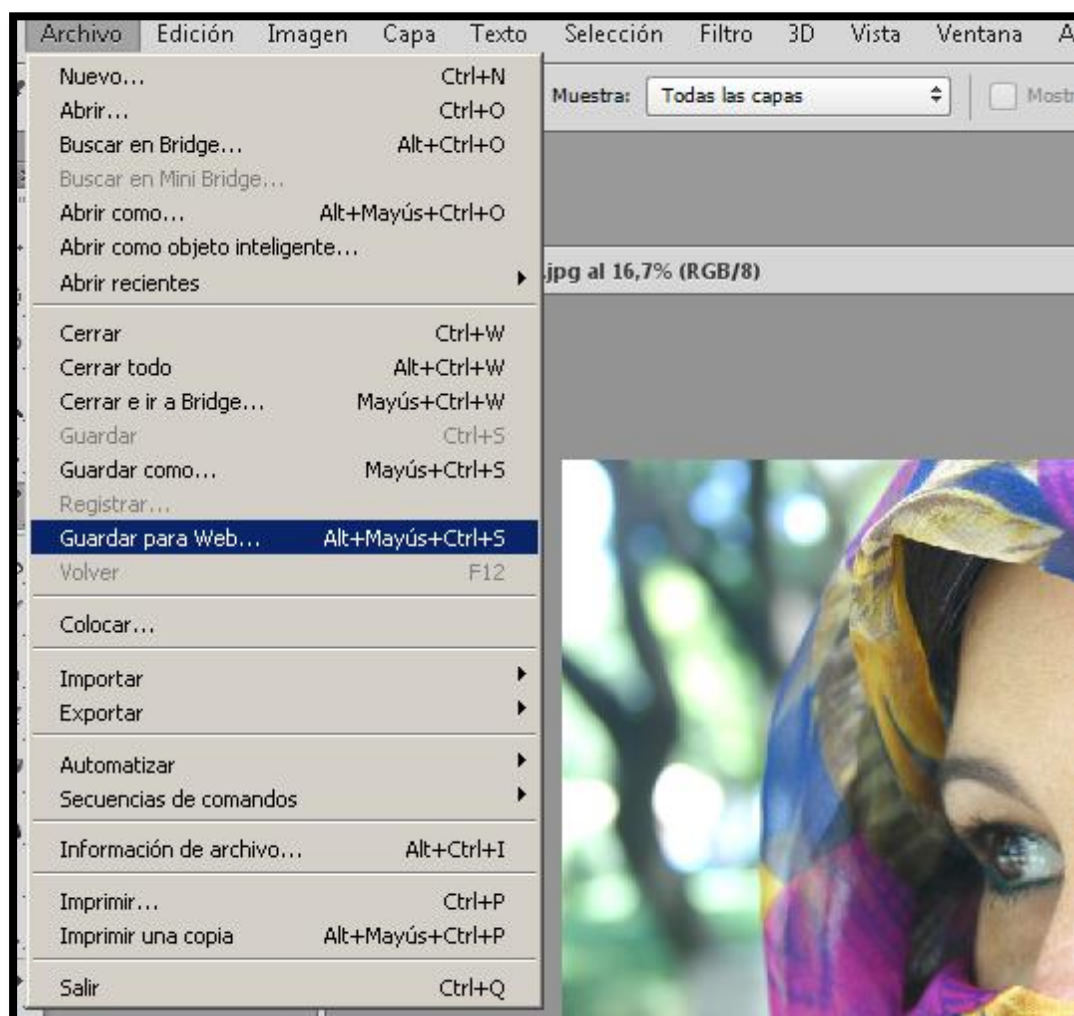 Archivo Edición Imagen Capa Texto Selección Filtro 3D Vista Ventana
Muestra: Todas las capas
.jpg al 16,7% (RGB/8)
Nuevo... Ctrl+N
Abrir... Ctrl+O
Buscar en Bridge... Alt+Ctrl+O
Buscar en Mini Bridge...
Abrir como... Alt+Mayús+Ctrl+O
Abrir como objeto inteligente...
Abrir recientes
Cerrar Ctrl+W
Cerrar todo Alt+Ctrl+W
Cerrar e ir a Bridge... Mayús+Ctrl+W
Guardar Ctrl+S
Guardar como... Mayús+Ctrl+S
Registrar...
Guardar para Web... Alt+Mayús+Ctrl+S
Volver F12
Colocar...
Importar
Exportar
Automatizar
Secuencias de comandos
Información de archivo... Alt+Ctrl+I
Imprimir... Ctrl+P
Imprimir una copia Alt+Mayús+Ctrl+P
Salir Ctrl+Q